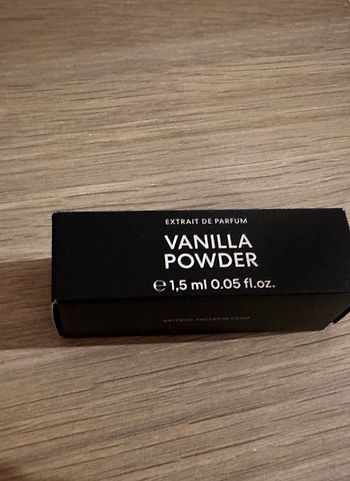 EXTRAIT DE PARFUM
VANILLA
POWDER
℮ 1,5 ml 0.05 fl.oz.